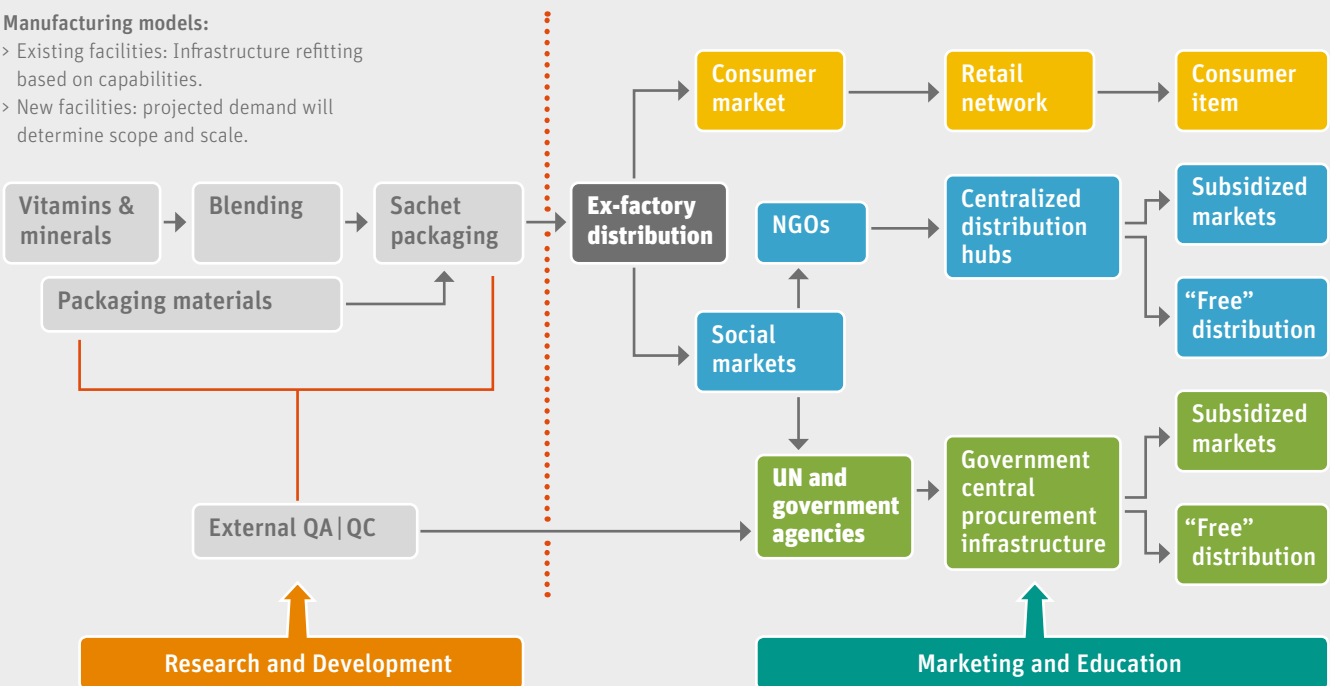 Manufacturing models:
> Existing facilities: Infrastructure refitting
based on capabilities.
> New facilities: projected demand will
determine scope and scale.
Consumer
market
Retail
network
Consumer
item
Vitamins &
minerals
Blending
Sachet
packaging
Packaging materials
Ex-factory
distribution
NGOs
Centralized
distribution
hubs
Subsidized
markets
“Free”
distribution
Social
markets
UN and
government
agencies
Government
central
procurement
infrastructure
Subsidized
markets
“Free”
distribution
External QA|QC
Research and Development
Marketing and Education